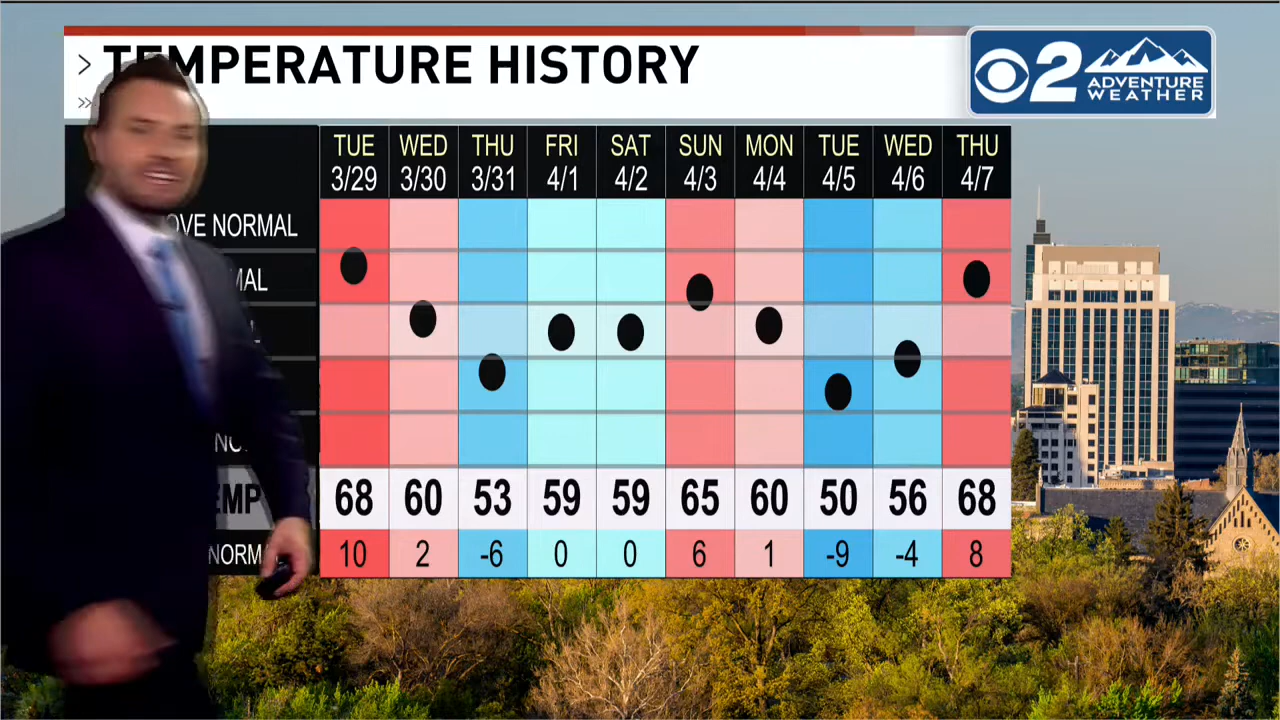 TEMPERATURE HISTORY
2 ADVENTURE
WEATHER
TUE WED THU FRI SAT SUN MON TUE WED THU
3/29 3/30 3/31 4/1 4/2 4/3 4/4 4/5 4/6 4/7
OVE NORMAL
MAL
NO
EMP 68 60 53 59 59 65 60 50 56 68
NORMA 10 2 -6 0 0 6 1 -9 -4 8